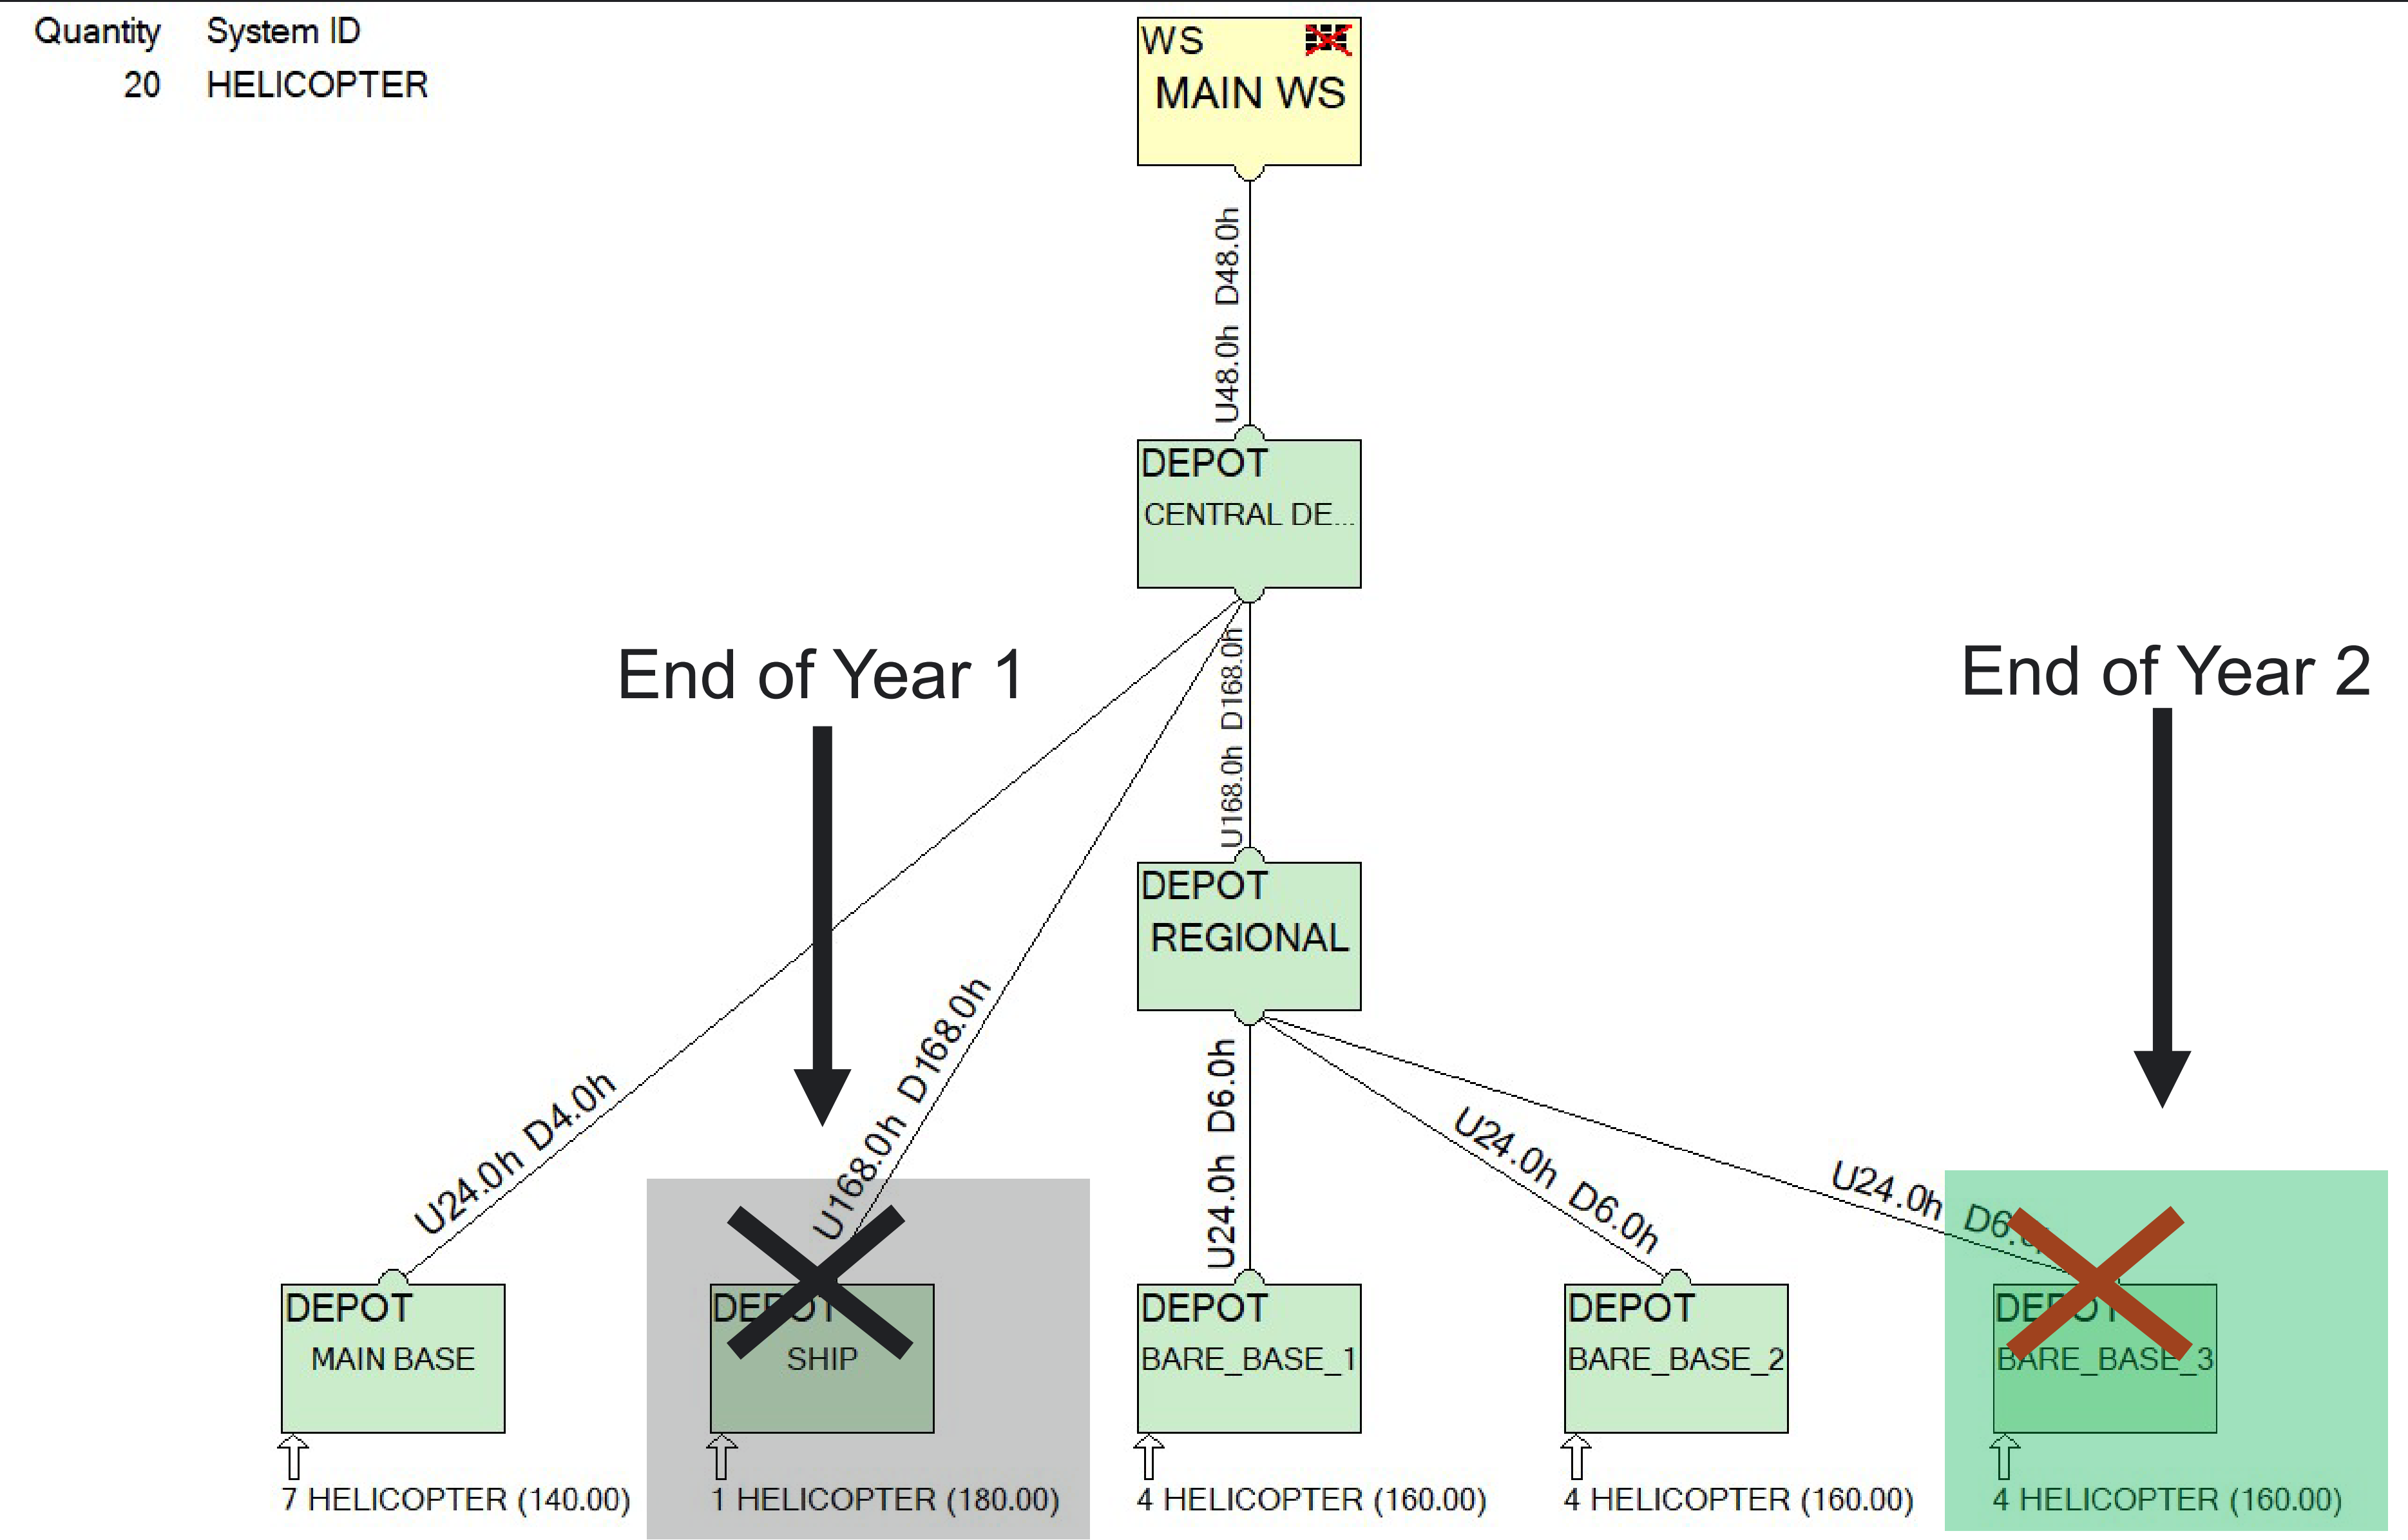 Quantity System ID
20 HELICOPTER
WS
MAIN WS
U48.0h D48.0h
DEPOT
CENTRAL DE...
End of Year 1
End of Year 2
U168.0h D168.0h
DEPOT
REGIONAL
U24.0h D4.0h
U168.0h D168.0h
U24.0h D6.0h
U24.0h D6.0h
U24.0h
DEPOT
MAIN BASE
DEPOT
SHIP
DEPOT
BARE_BASE_1
DEPOT
BARE_BASE_2
DEPOT
BARE_BASE_3
7 HELICOPTER (140.00)
1 HELICOPTER (180.00)
4 HELICOPTER (160.00)
4 HELICOPTER (160.00)
4 HELICOPTER (160.00)